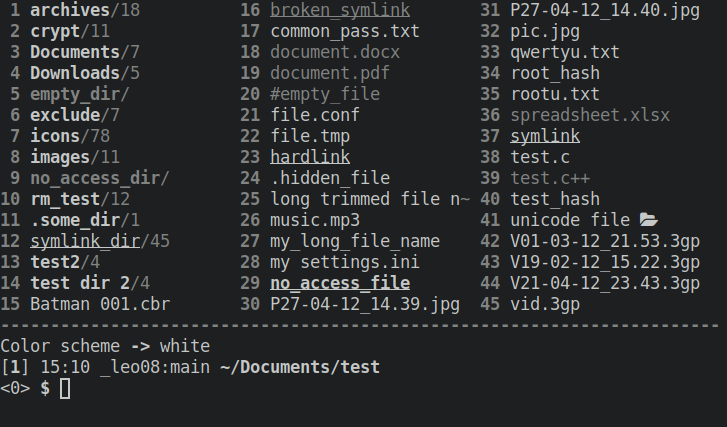 1 archives/18 16 broken_symlink 31 P27-04-12_14.40.jpg
2 crypt/11 17 common_pass.txt 32 pic.jpg
3 Documents/7 18 document.docx 33 qwertyu.txt
4 Downloads/5 19 document.pdf 34 root_hash
5 empty_dir/ 20 #empty_file 35 rootu.txt
6 exclude/7 21 file.conf 36 spreadsheet.xlsx
7 icons/78 22 file.tmp 37 symlink
8 images/11 23 hardlink 38 test.c
9 no_access_dir/ 24 .hidden_file 39 test.c++
10 rm_test/12 25 long trimmed file n~ 40 test_hash
11 .some_dir/1 26 music.mp3 41 unicode file 📂
12 symlink_dir/45 27 my_long_file_name 42 V01-03-12_21.53.3gp
13 test2/4 28 my settings.ini 43 V19-02-12_15.22.3gp
14 test dir 2/4 29 no_access_file 44 V21-04-12_23.43.3gp
15 Batman 001.cbr 30 P27-04-12_14.39.jpg 45 vid.3gp
------------------------------------------------------------------------
Color scheme -> white
[1] 15:10 _leo08:main ~/Documents/test
<0> $